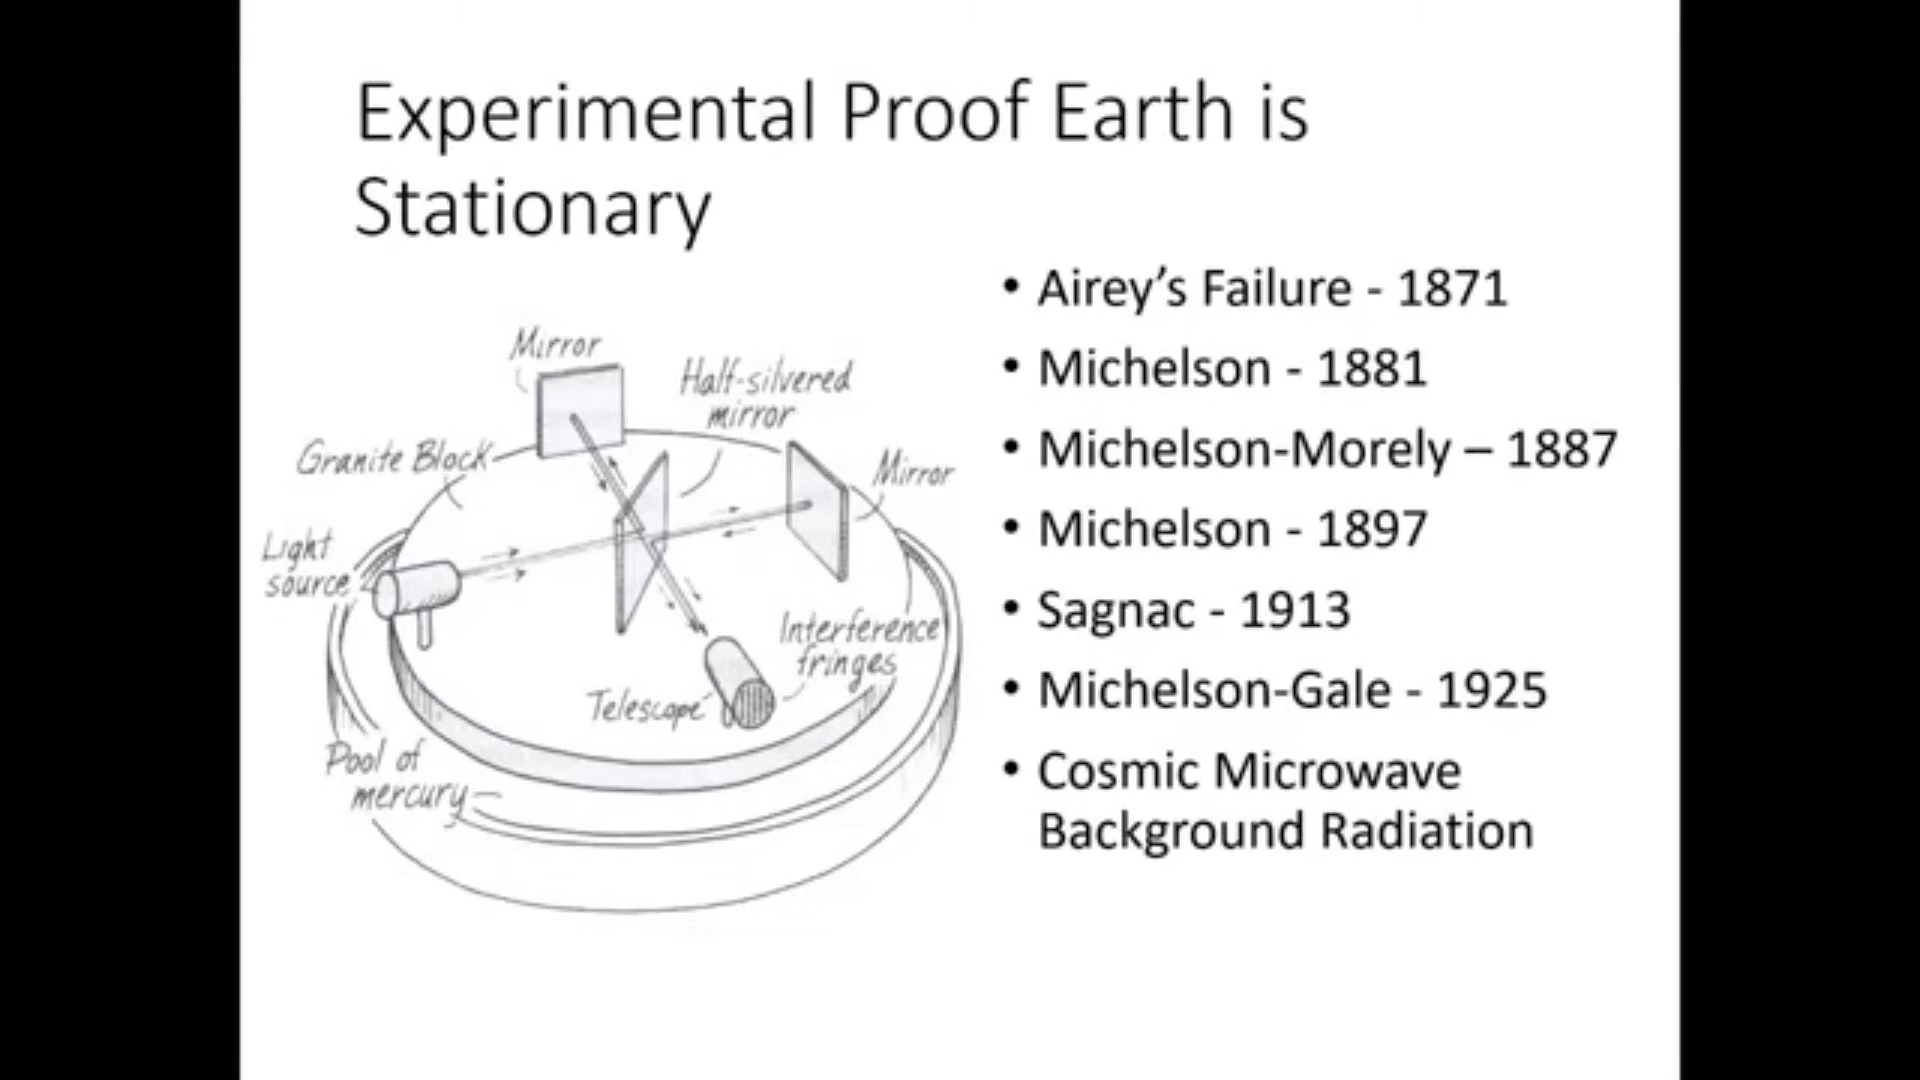 Experimental Proof Earth is
Stationary
• Airey's Failure - 1871
• Michelson - 1881
• Michelson-Morely – 1887
• Michelson - 1897
• Sagnac - 1913
• Michelson-Gale - 1925
• Cosmic Microwave
Background Radiation
Mirror
Half-silvered
mirror
Granite Block
Mirror
Light
source
Interference
fringes
Telescope
Pool of
mercury